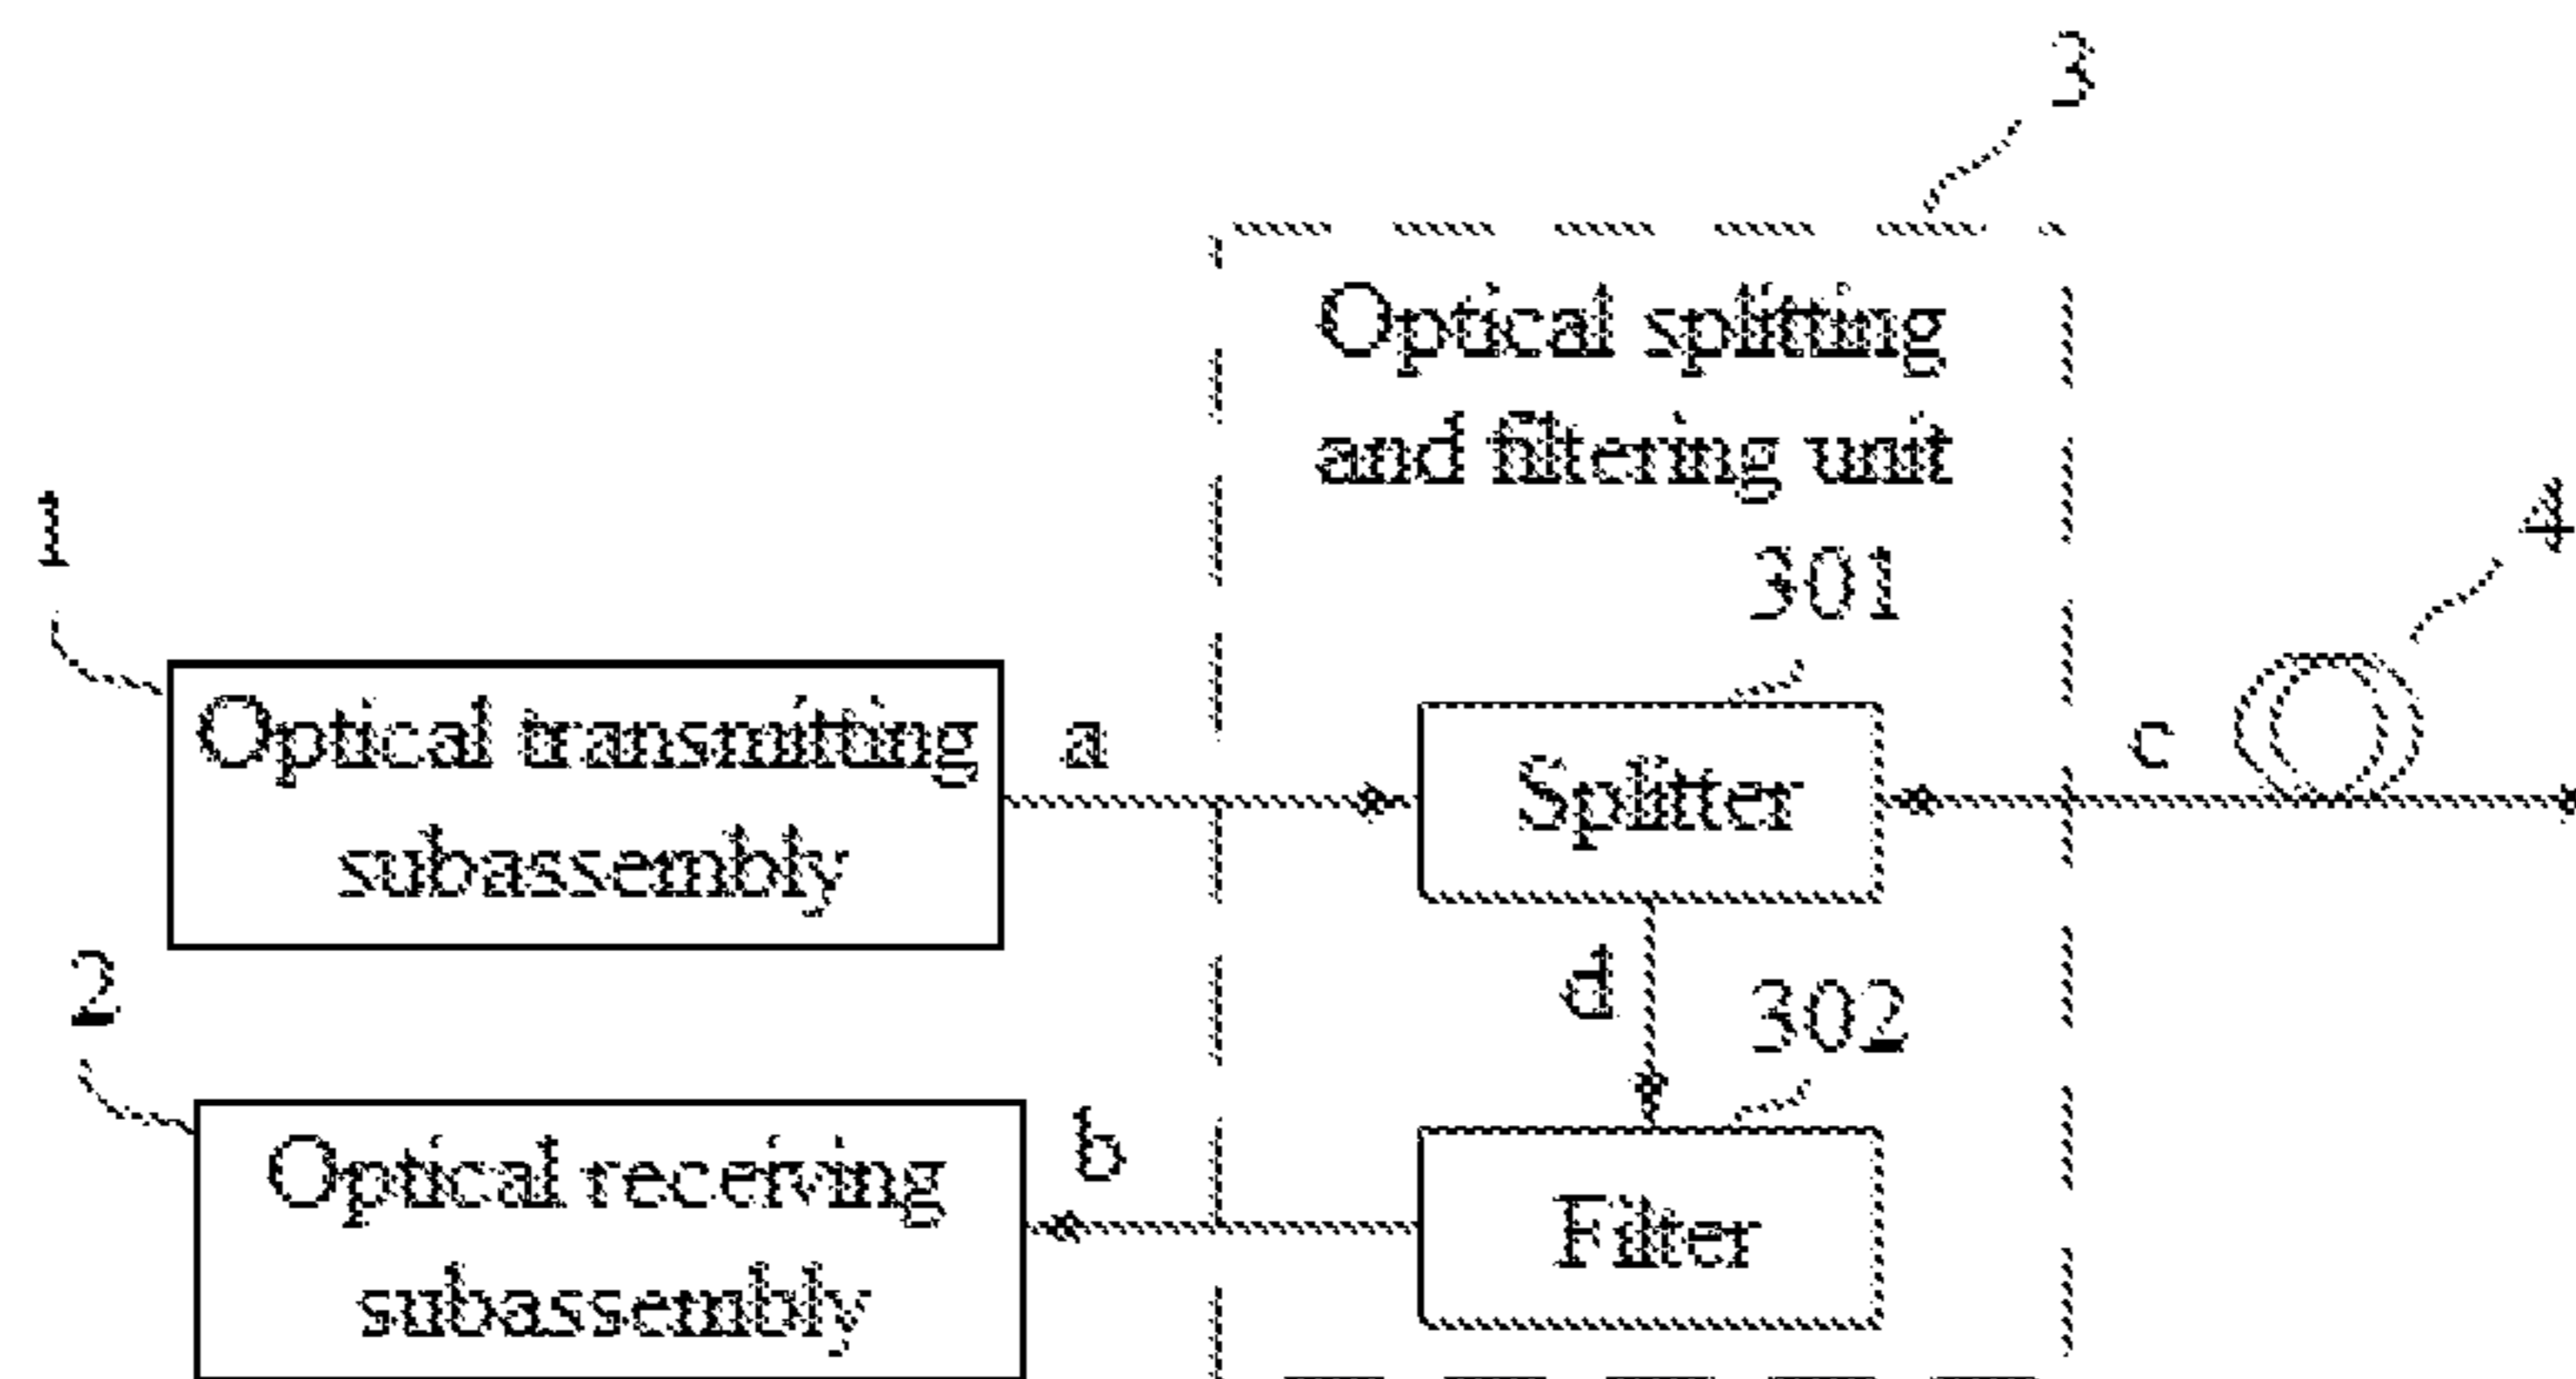 3
Optical splitting
and filtering unit
1
301
4
Optical transmitting
subassembly
a
Splitter
c
2
d
302
Optical receiving
subassembly
b
Filter